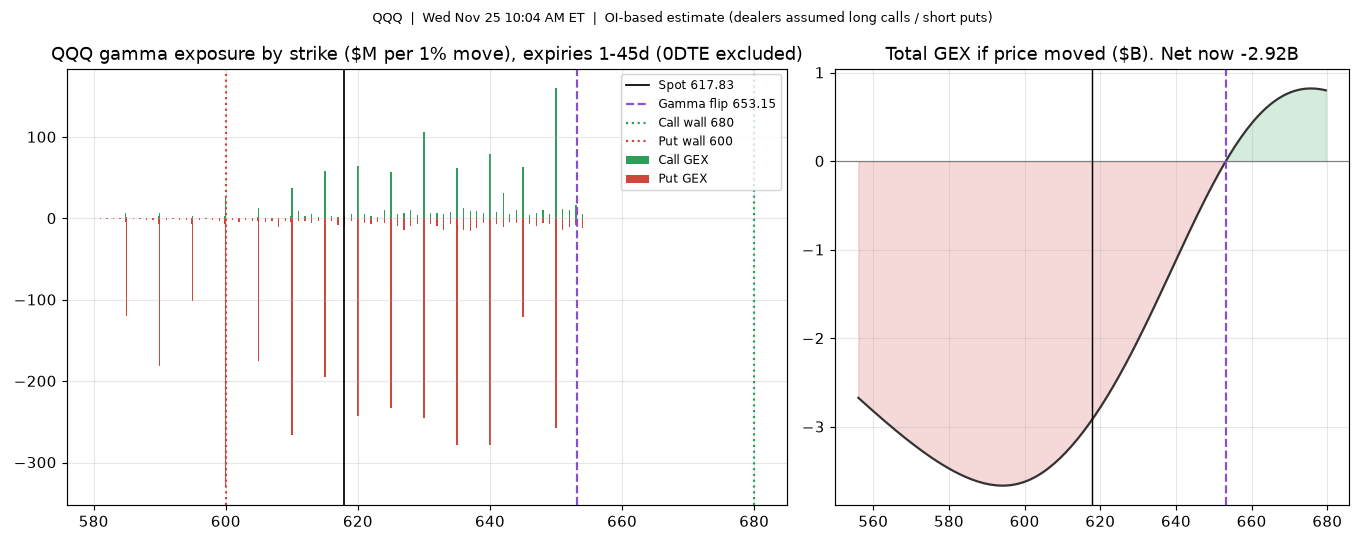 QQQ | Wed Nov 25 10:04 AM ET | OI-based estimate (dealers assumed long calls / short puts)
QQQ gamma exposure by strike ($M per 1% move), expiries 1-45d (0DTE excluded)
Spot 617.83
Gamma flip 653.15
Call wall 680
Put wall 600
Call GEX
Put GEX
100
0
−100
−200
−300
580 600 620 640 660 680
Total GEX if price moved ($B). Net now -2.92B
1
0
−1
−2
−3
560 580 600 620 640 660 680